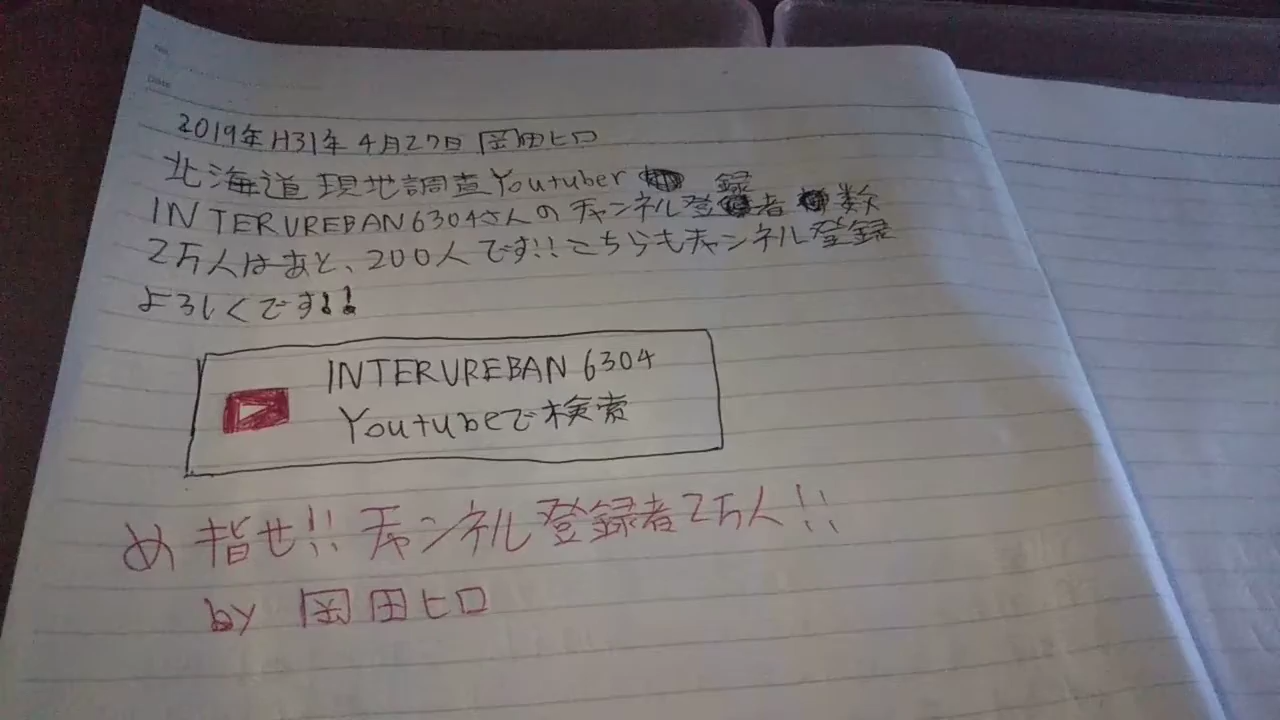 No.
Date
2019年H31年4月27日 岡田ヒロ
北海道現地調査Youtuber
INTERUREBAN6304さんのチャンネル登録者数
2万人はあと、200人です!!こちらもチャンネル登録
よろしくです!!
INTERUREBAN 6304
Youtubeで検索
め指せ!!チャンネル登録者2万人!!
by 岡田ヒロ